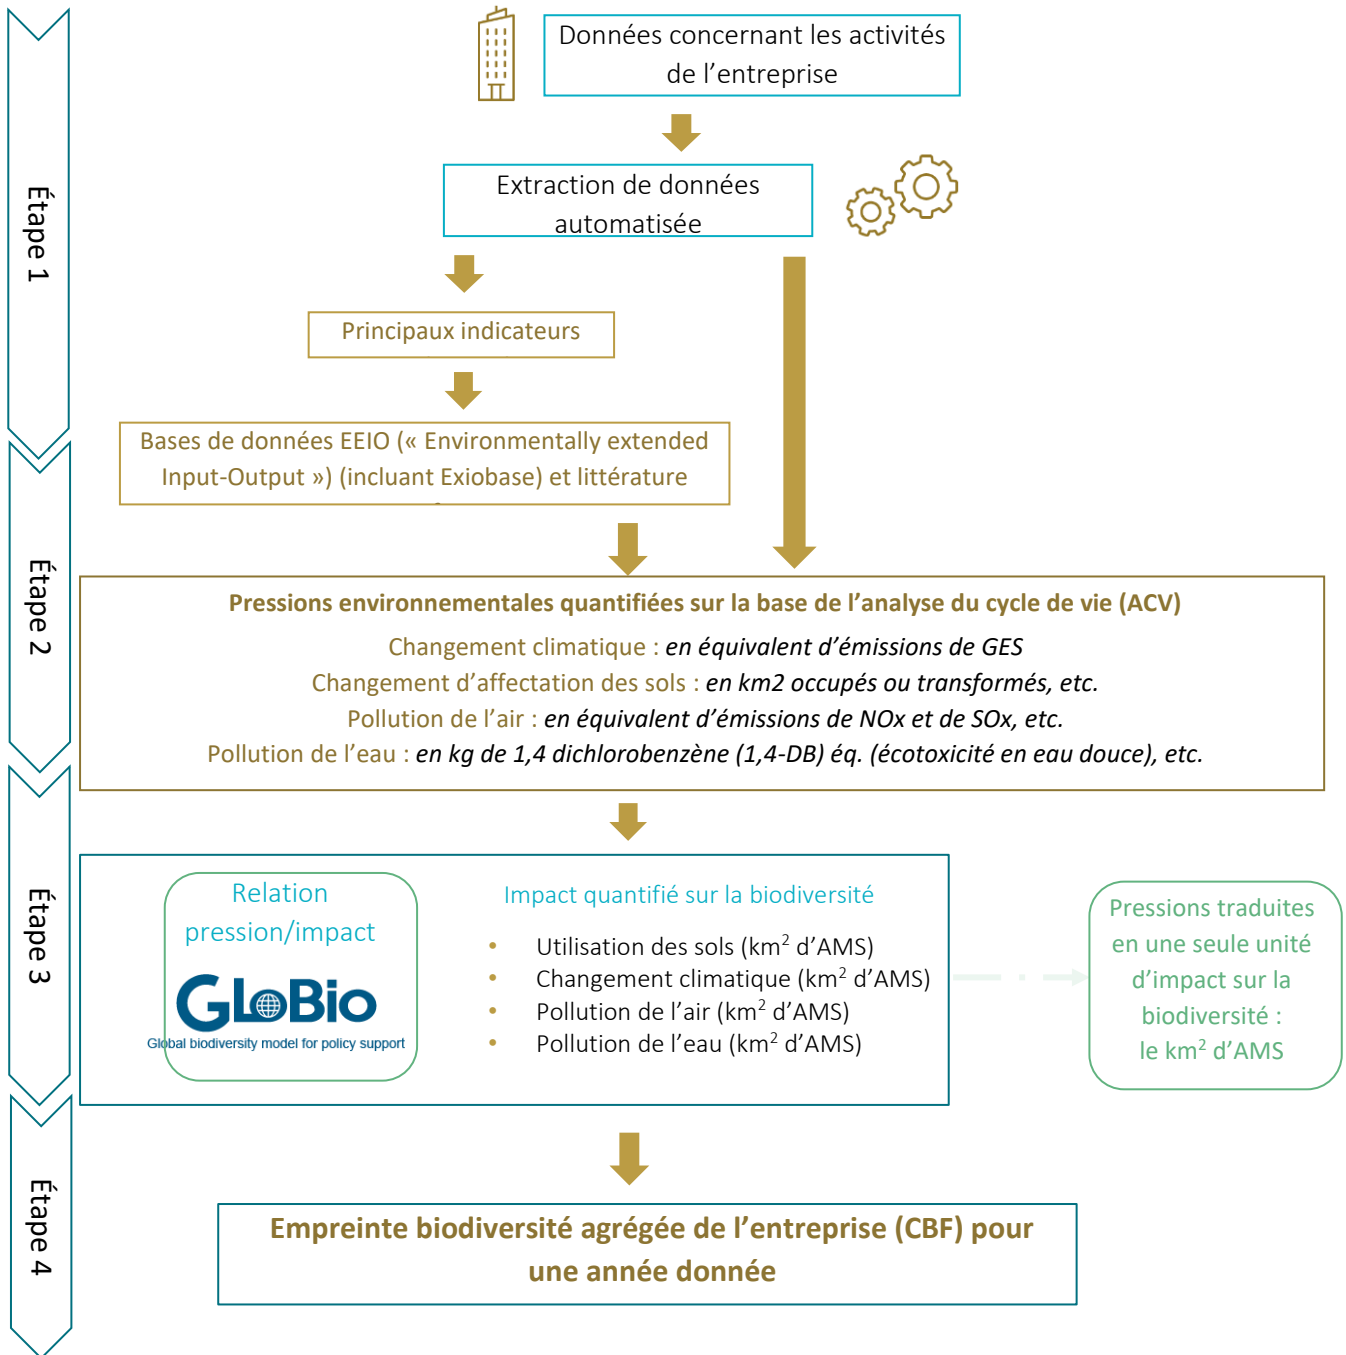 Étape 1
Données concernant les activités
de l’entreprise
Extraction de données
automatisée
Principaux indicateurs
Bases de données EEIO (« Environmentally extended
Input-Output ») (incluant Exiobase) et littérature
Étape 2
Pressions environnementales quantifiées sur la base de l’analyse du cycle de vie (ACV)
Changement climatique : en équivalent d’émissions de GES
Changement d’affectation des sols : en km2 occupés ou transformés, etc.
Pollution de l’air : en équivalent d’émissions de NOx et de SOx, etc.
Pollution de l’eau : en kg de 1,4 dichlorobenzène (1,4-DB) éq. (écotoxicité en eau douce), etc.
Étape 3
Relation
pression/impact
GLOBIO
Global biodiversity model for policy support
Impact quantifié sur la biodiversité
• Utilisation des sols (km² d’AMS)
• Changement climatique (km² d’AMS)
• Pollution de l’air (km² d’AMS)
• Pollution de l’eau (km² d’AMS)
Pressions traduites
en une seule unité
d’impact sur la
biodiversité :
le km² d’AMS
Étape 4
Empreinte biodiversité agrégée de l’entreprise (CBF) pour
une année donnée